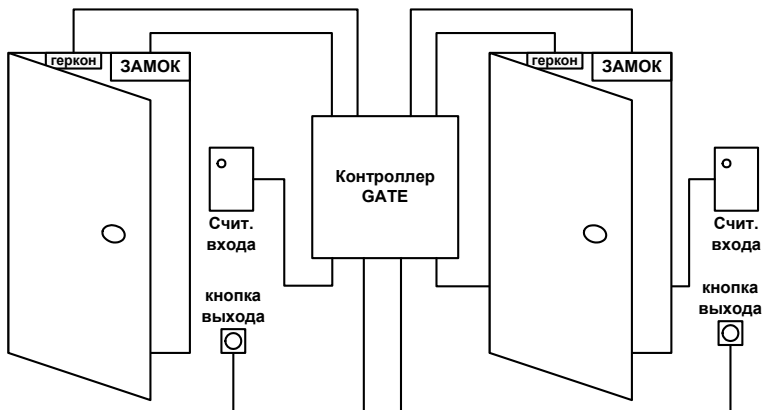 геркон
ЗАМОК
геркон
ЗАМОК
Контроллер
GATE
Счит.
входа
Счит.
входа
кнопка
выхода
кнопка
выхода